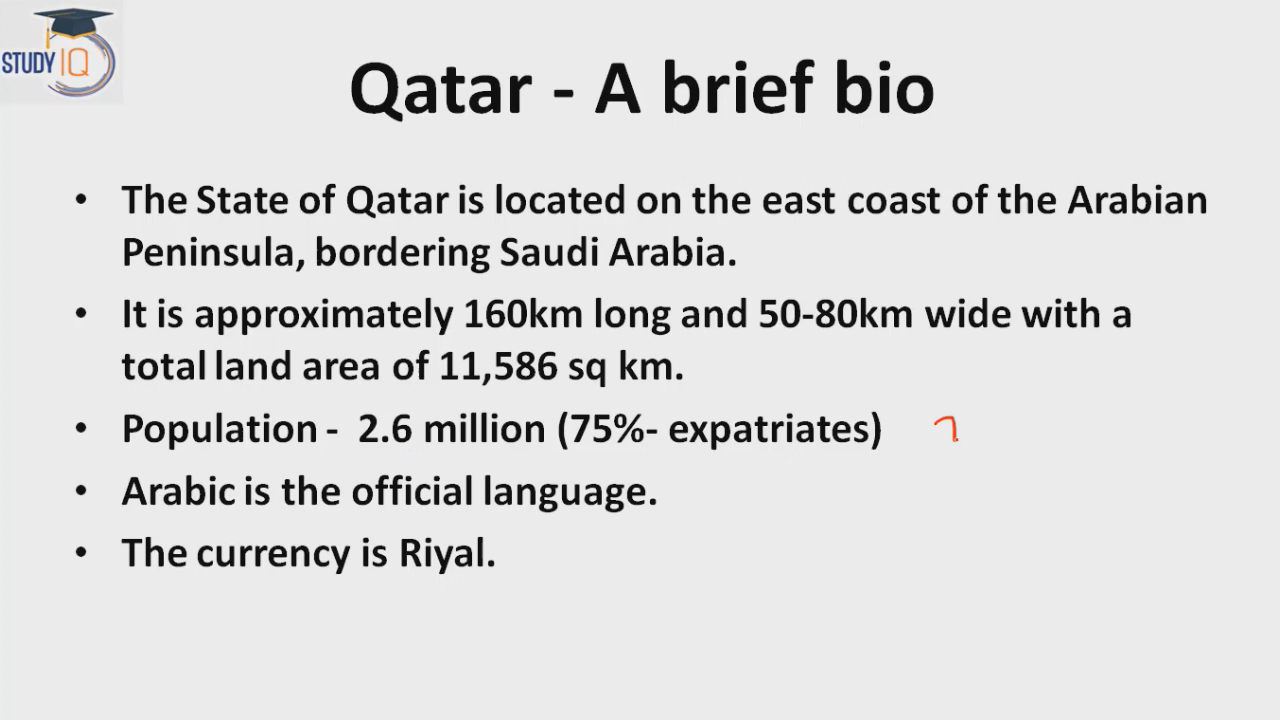 STUDY IQ
Qatar - A brief bio
• The State of Qatar is located on the east coast of the Arabian
Peninsula, bordering Saudi Arabia.
• It is approximately 160km long and 50-80km wide with a
total land area of 11,586 sq km.
• Population - 2.6 million (75%- expatriates)
• Arabic is the official language.
• The currency is Riyal.